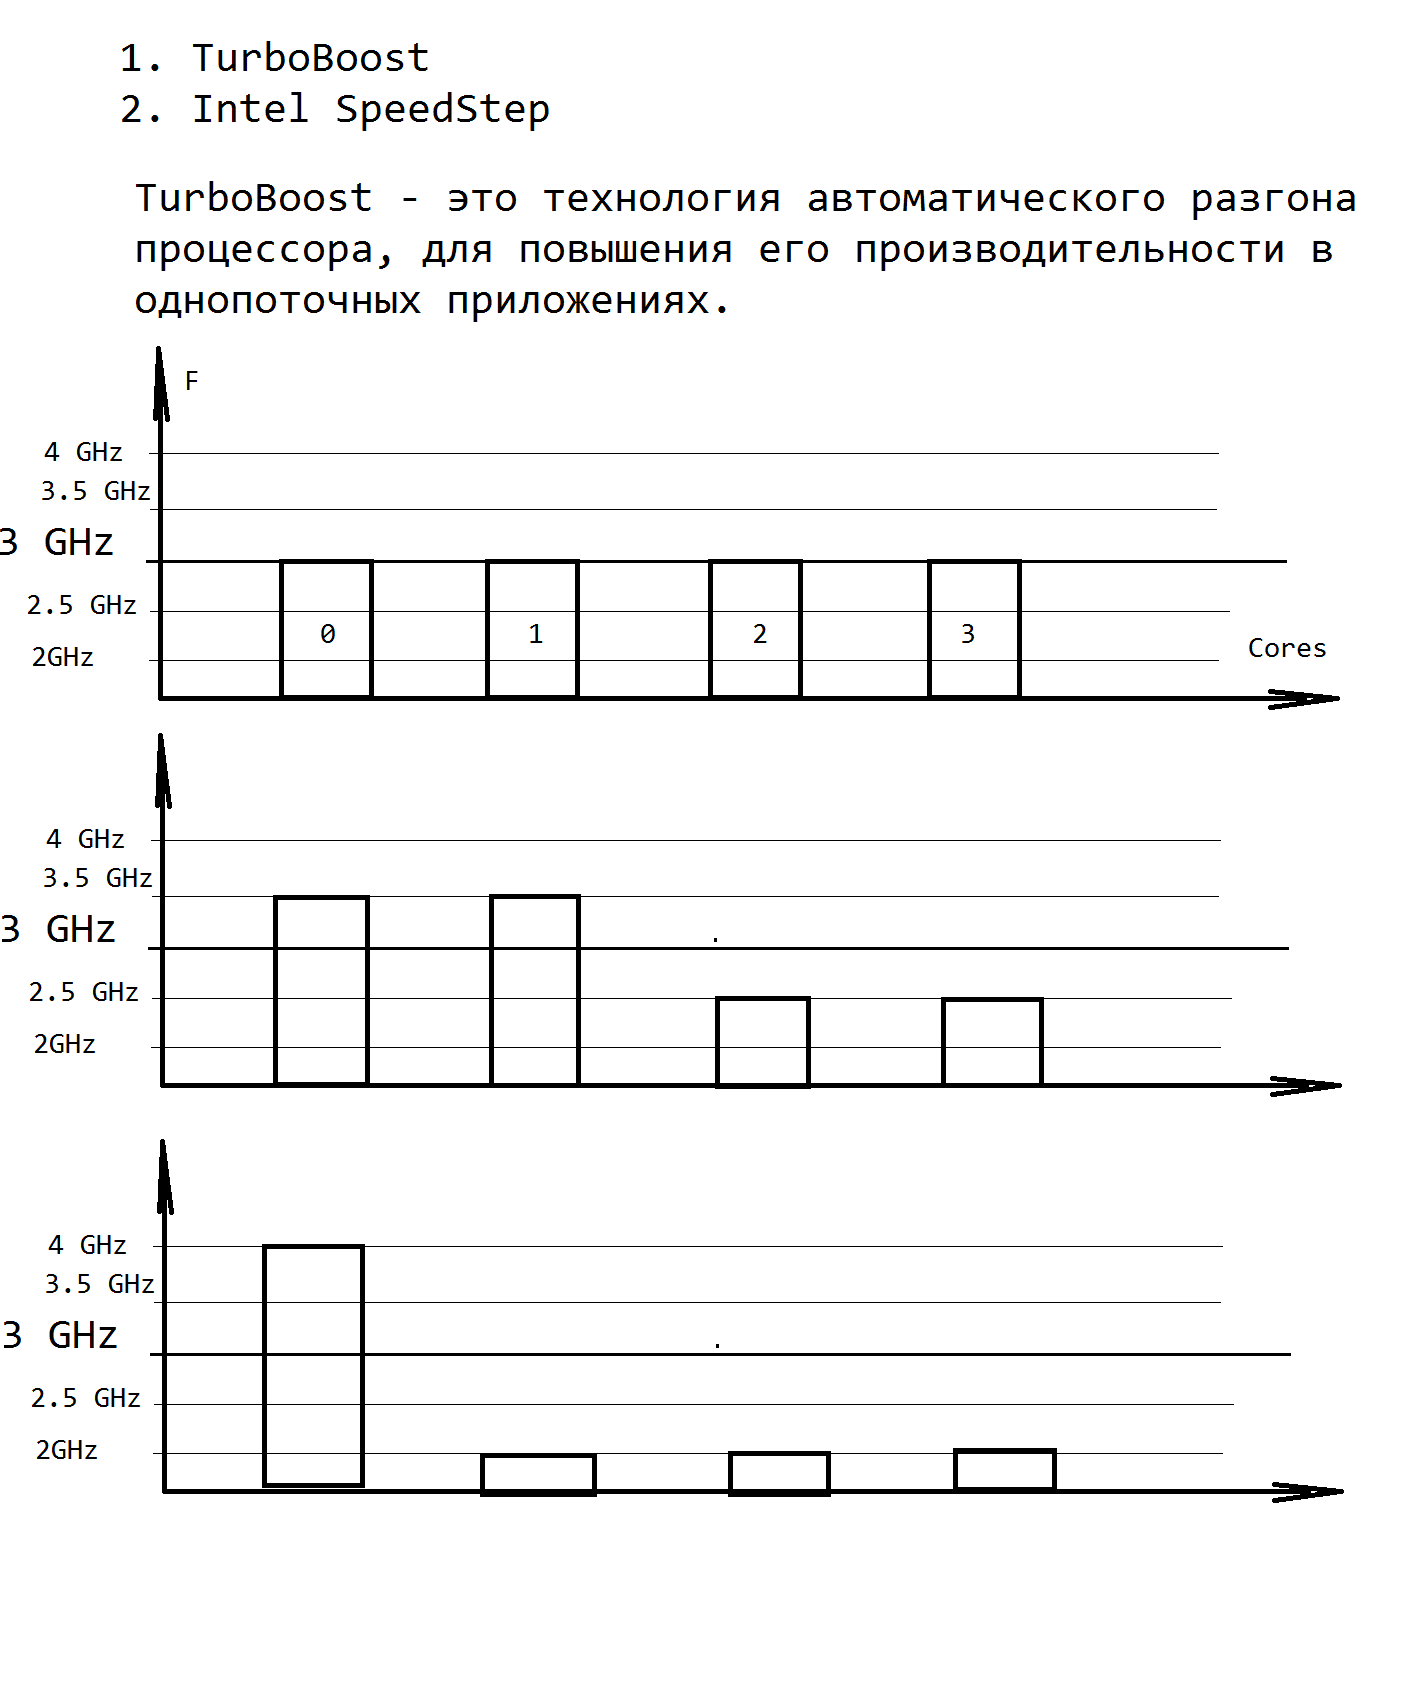 1. TurboBoost
2. Intel SpeedStep
TurboBoost - это технология автоматического разгона
процессора, для повышения его производительности в
однопоточных приложениях.
F
4 GHz
3.5 GHz
3 GHz
2.5 GHz
0 1 2 3
2GHz
Cores
4 GHz
3.5 GHz
3 GHz
2.5 GHz
2GHz
4 GHz
3.5 GHz
3 GHz
2.5 GHz
2GHz